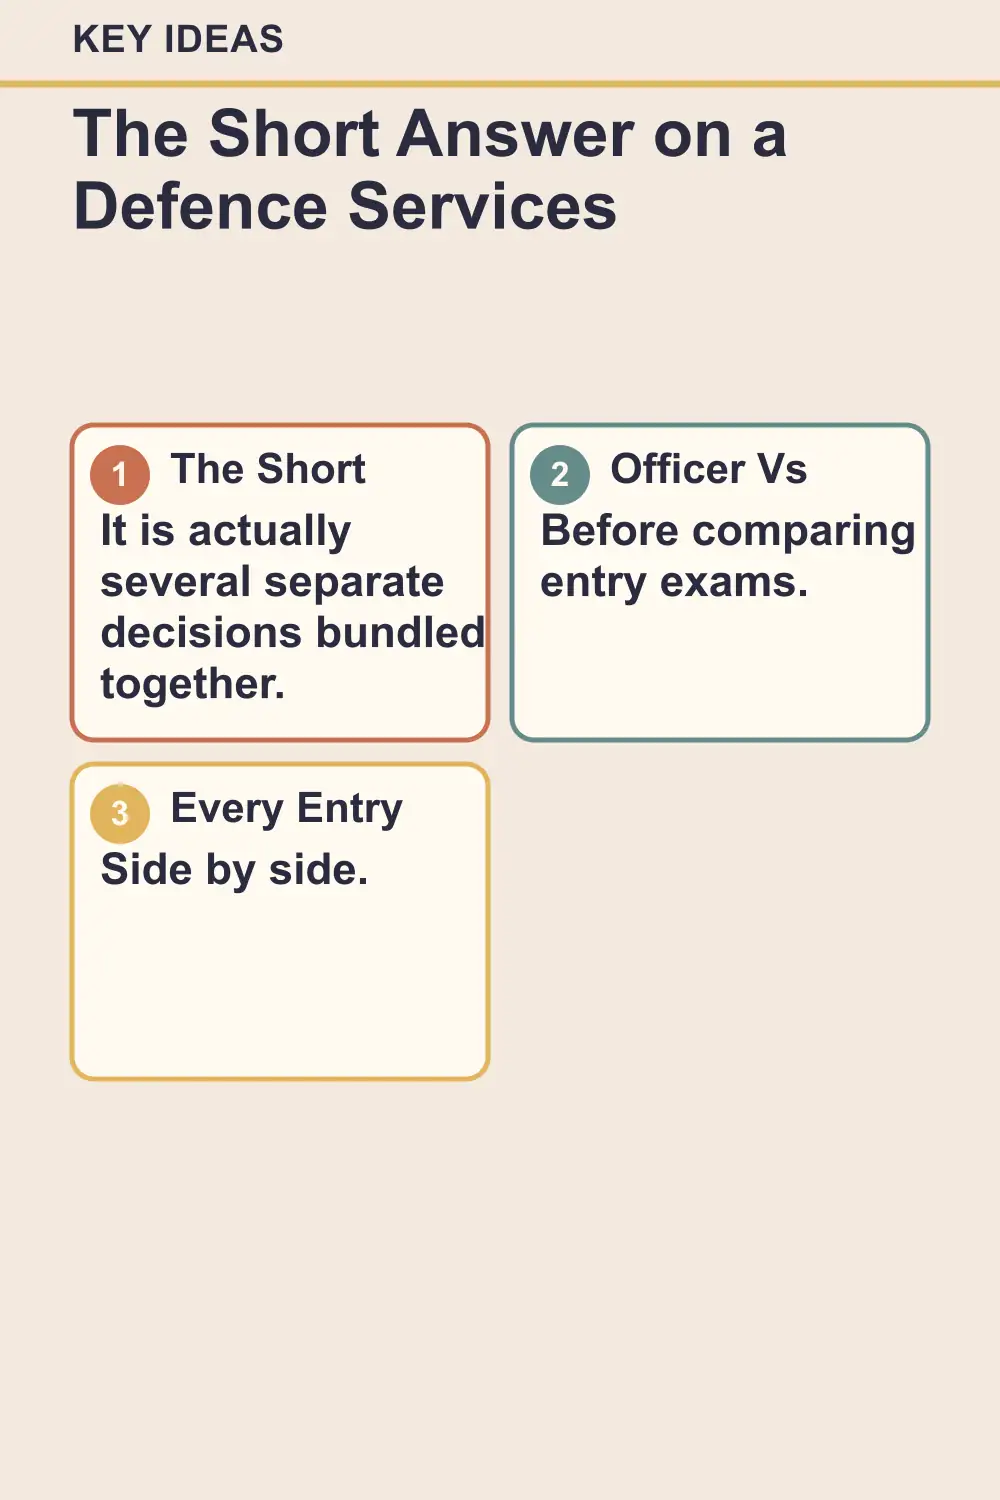 KEY IDEAS
The Short Answer on a
Defence Services
1 The Short
It is actually
several separate
decisions bundled
together.
2 Officer Vs
Before comparing
entry exams.
3 Every Entry
Side by side.